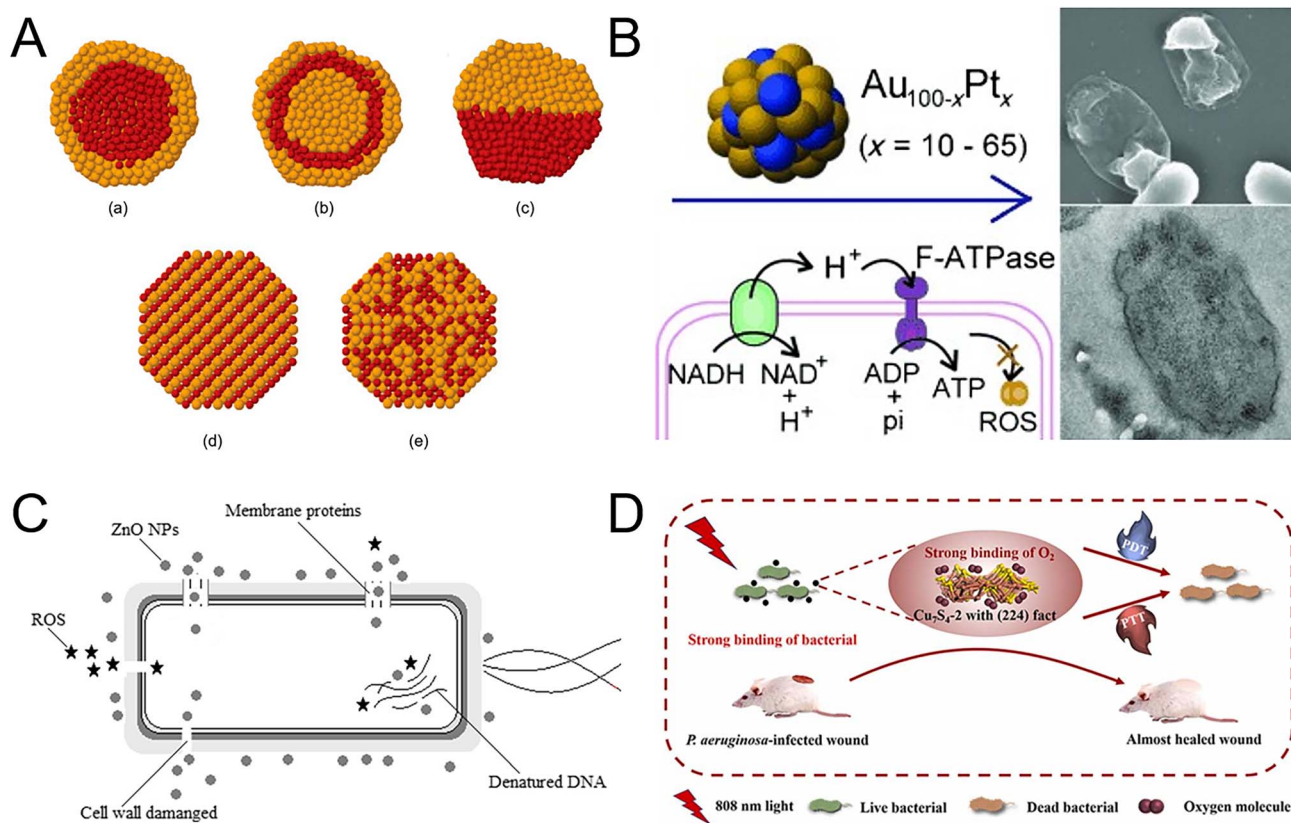 A
(a)
(b)
(c)
(d)
(e)
B
Au100-xPtx
(x = 10 - 65)
H+
F-ATPase
NADH
NAD+
+
H+
ADP
+
pi
ATP
ROS
C
ZnO NPs
Membrane proteins
ROS
Denatured DNA
Cell wall damaged
D
Strong binding of O2
Cu7S4-2 with (224) fact
PDT
PTT
Strong binding of bacterial
P. aeruginosa-infected wound
Almost healed wound
808 nm light
Live bacterial
Dead bacterial
Oxygen molecule